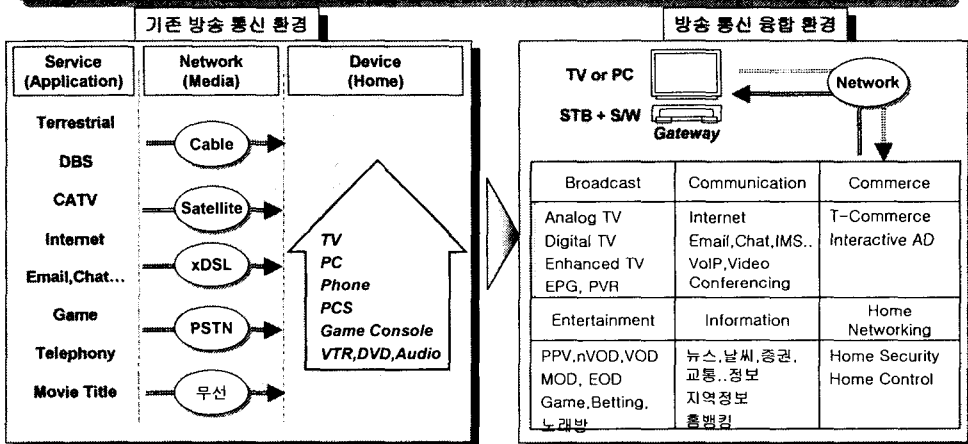 기존 방송 통신 환경
Service
(Application)
Network
(Media)
Device
(Home)
Terrestrial
DBS
CATV
Internet
Email,Chat...
Game
Telephony
Movie Title
Cable
Satellite
xDSL
PSTN
무선
TV
PC
Phone
PCS
Game Console
VTR,DVD,Audio
방송 통신 융합 환경
TV or PC
STB + S/W
Gateway
Network
Broadcast
Communication
Commerce
Analog TV
Digital TV
Enhanced TV
EPG, PVR
Internet
Email,Chat,IMS..
VoIP,Video
Conferencing
T-Commerce
Interactive AD
Entertainment
Information
Home
Networking
PPV,nVOD,VOD
MOD, EOD
Game,Betting,
노래방
뉴스,날씨,증권,
교통..정보
지역정보
홈뱅킹
Home Security
Home Control